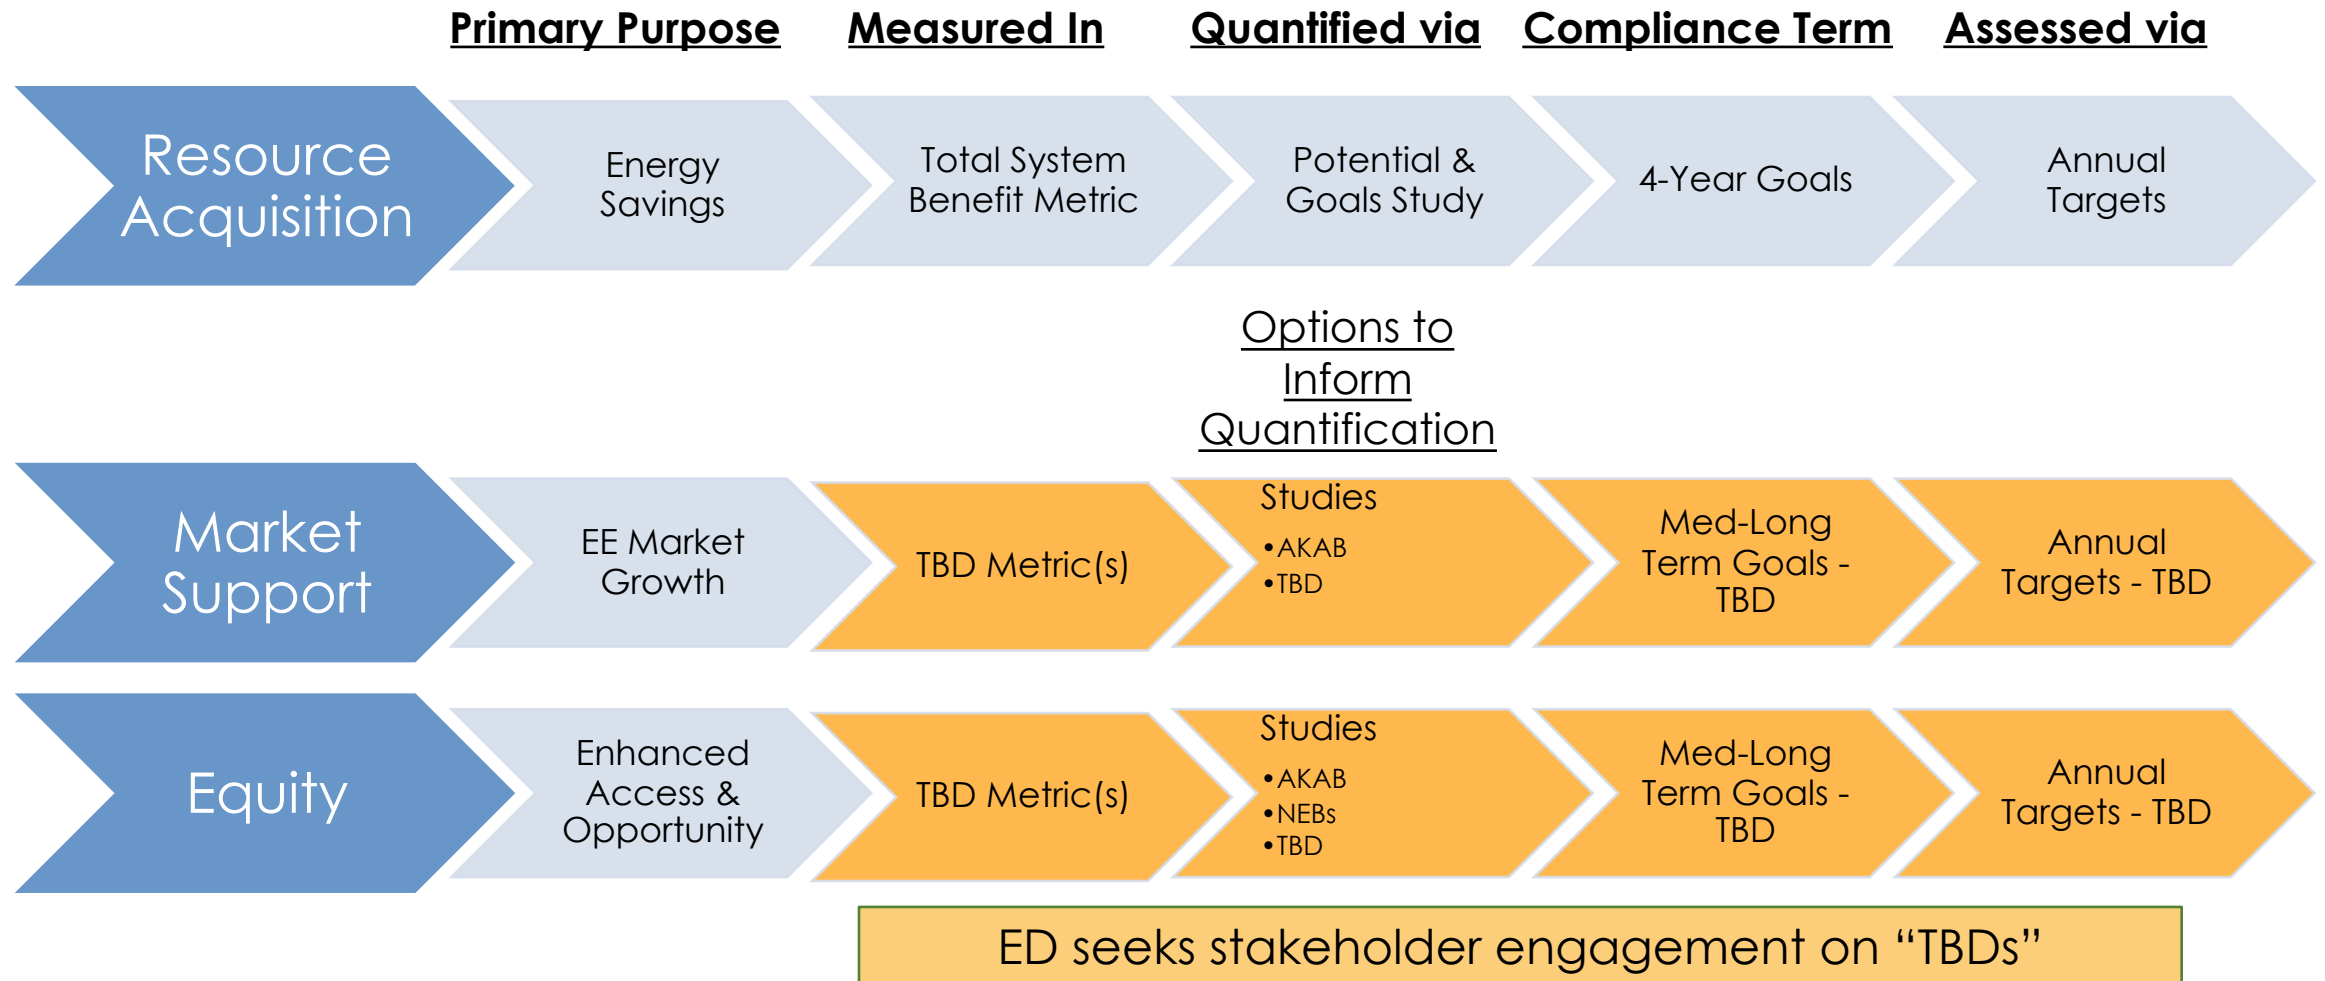 Primary Purpose Measured In Quantified via Compliance Term Assessed via
Resource
Acquisition
Energy
Savings
Total System
Benefit Metric
Potential &
Goals Study
4-Year Goals
Annual
Targets
Options to
Inform
Quantification
Market
Support
EE Market
Growth
TBD Metric(s)
Studies
•AKAB
•TBD
Med-Long
Term Goals -
TBD
Annual
Targets - TBD
Equity
Enhanced
Access &
Opportunity
TBD Metric(s)
Studies
•AKAB
•NEBs
•TBD
Med-Long
Term Goals -
TBD
Annual
Targets - TBD
ED seeks stakeholder engagement on “TBDs”